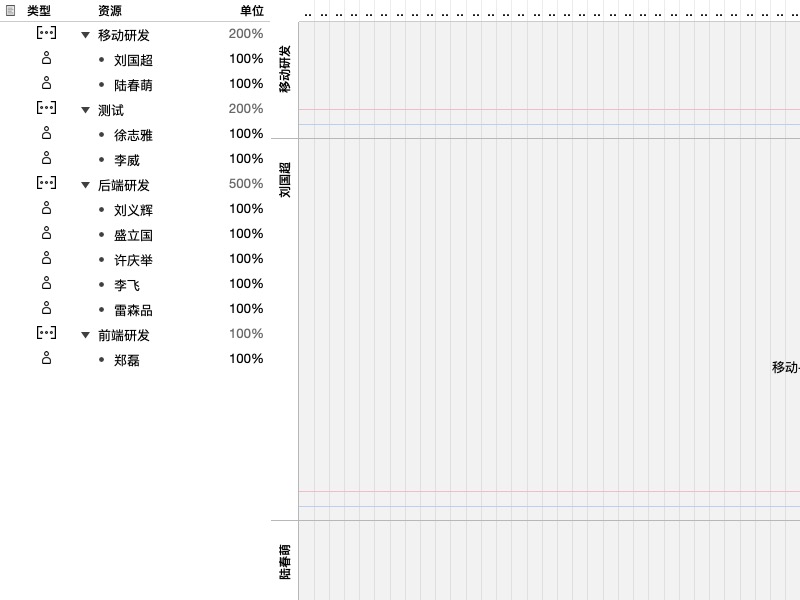 类型 资源 单位
移动研发 200%
刘国超 100%
陆春萌 100%
测试 200%
徐志雅 100%
李威 100%
后端研发 500%
刘义辉 100%
盛立国 100%
许庆举 100%
李飞 100%
雷森品 100%
前端研发 100%
郑磊 100%
移动研发
刘国超
移动-
陆春萌